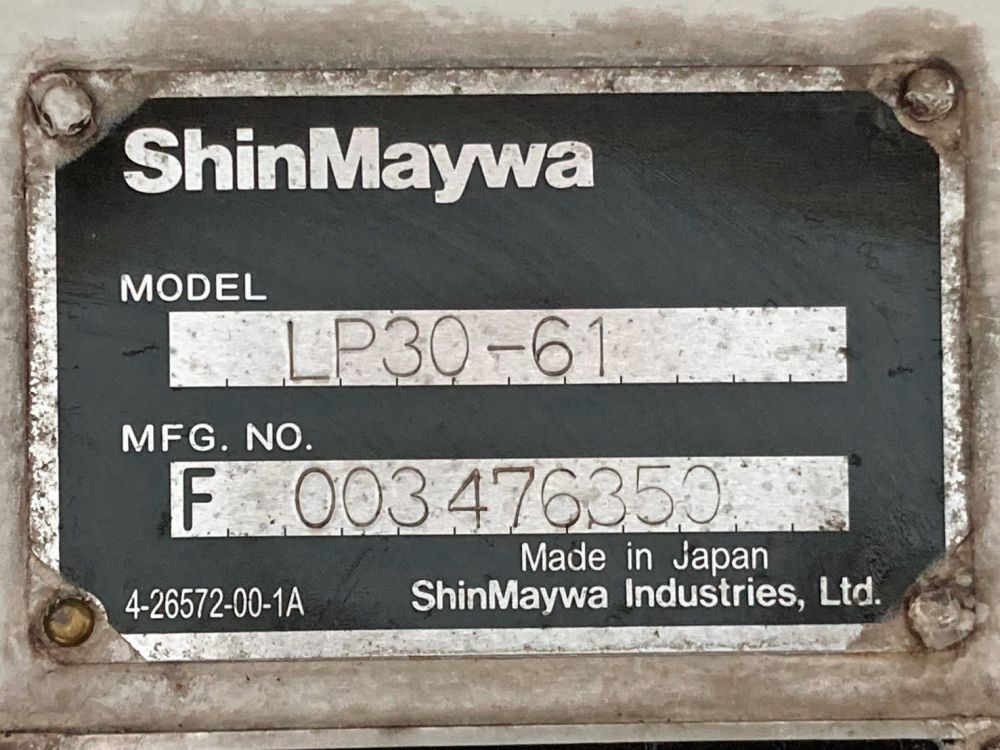 ShinMaywa
MODEL
LP30-61
MFG. NO.
F 003476350
Made in Japan
4-26572-00-1A
ShinMaywa Industries, Ltd.